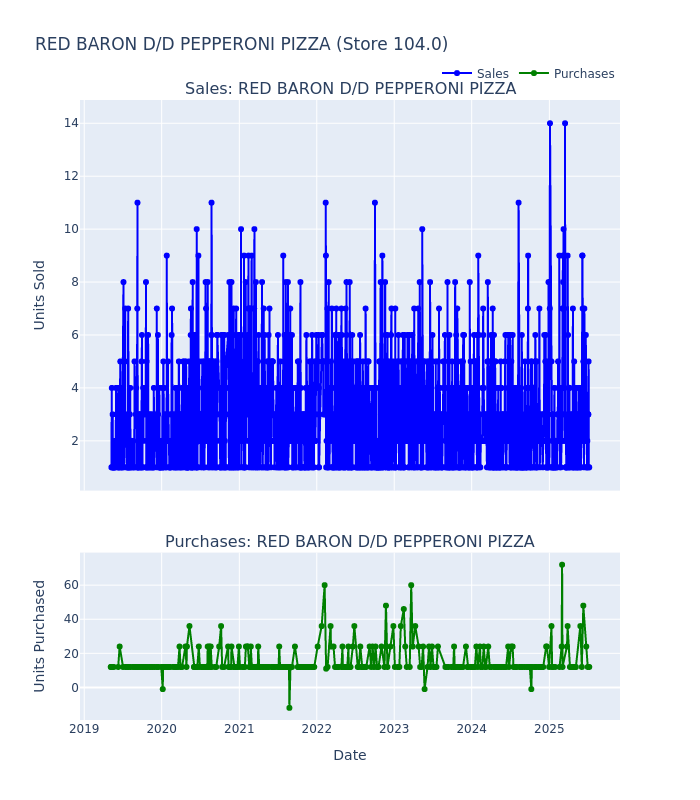 RED BARON D/D PEPPERONI PIZZA (Store 104.0)
Sales
Purchases
Sales: RED BARON D/D PEPPERONI PIZZA
14
12
10
8
6
4
2
Units Sold
Purchases: RED BARON D/D PEPPERONI PIZZA
60
40
20
0
Units Purchased
2019
2020
2021
2022
2023
2024
2025
Date